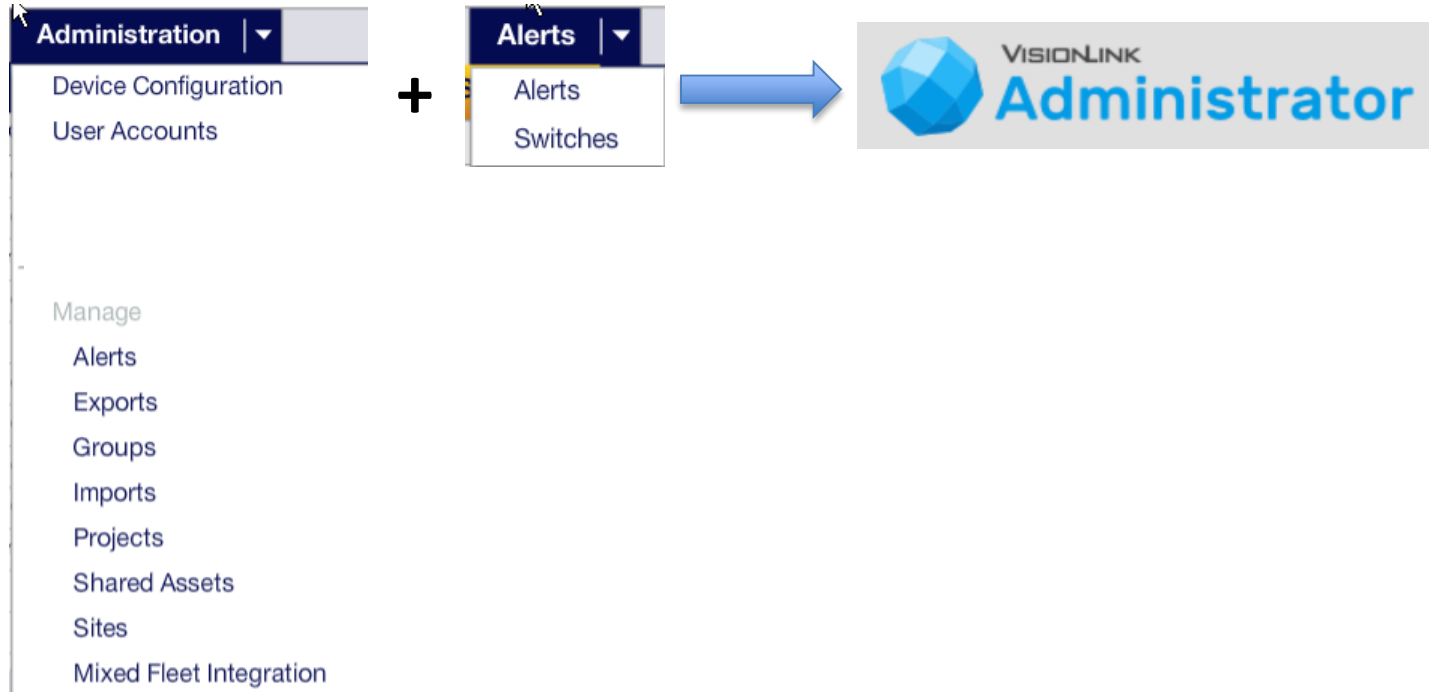 Administration
Device Configuration
User Accounts
Manage
Alerts
Exports
Groups
Imports
Projects
Shared Assets
Sites
Mixed Fleet Integration
+
Alerts
Alerts
Switches
VISIONLINK
Administrator